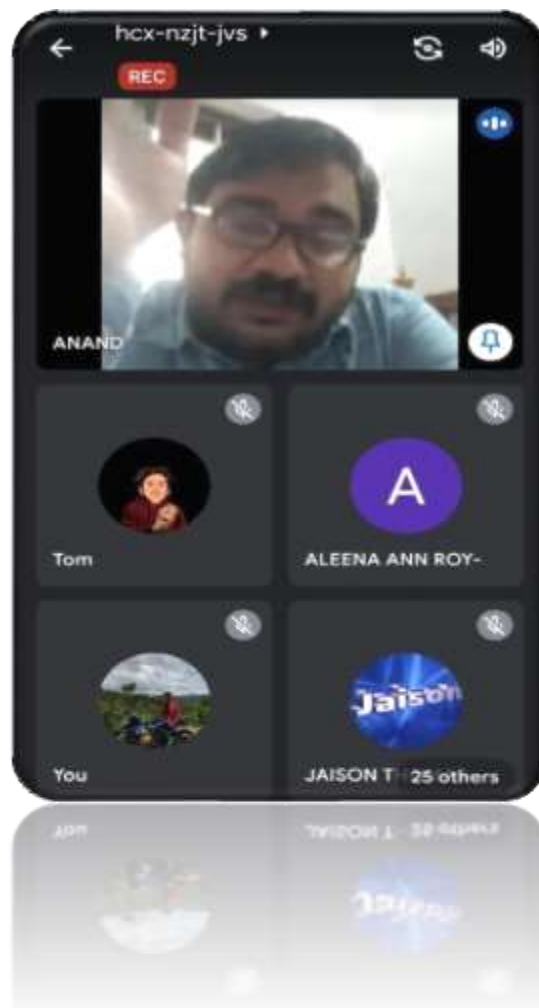 hcx-nzjt-jvs
REC
ANAND
Tom
ALEENA ANN ROY-
A
You
JAISON T
Jaison
25 others